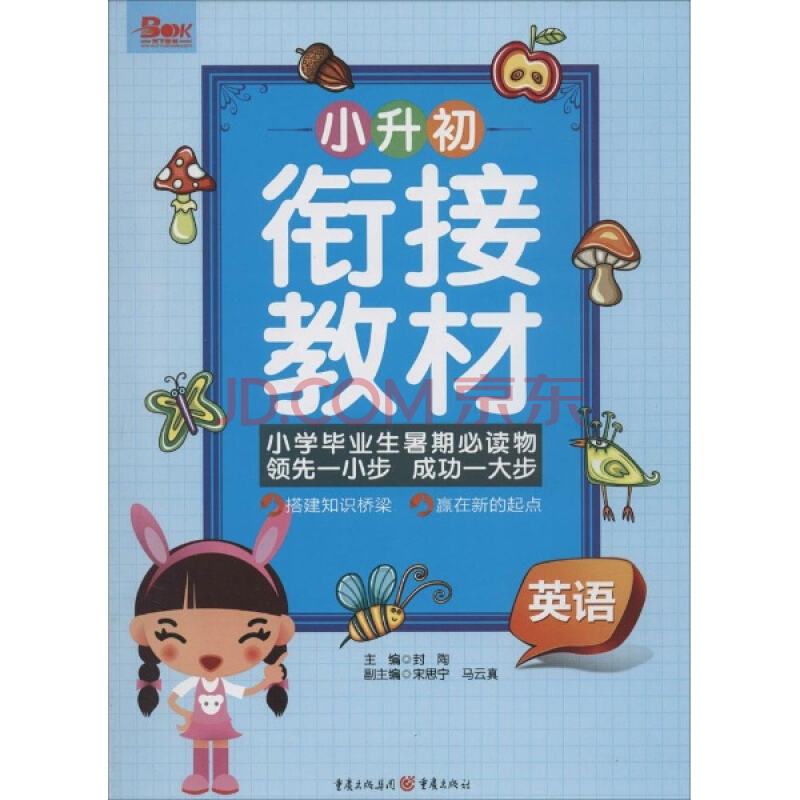 BOOK
小升初
衔接
教材
JD.COM 京东
小学毕业生暑期必读物
领先一小步 成功一大步
搭建知识桥梁 赢在新的起点
英语
主 编◎封 陶
副主编◎宋思宁 马云真
重庆出版集团 重庆出版社